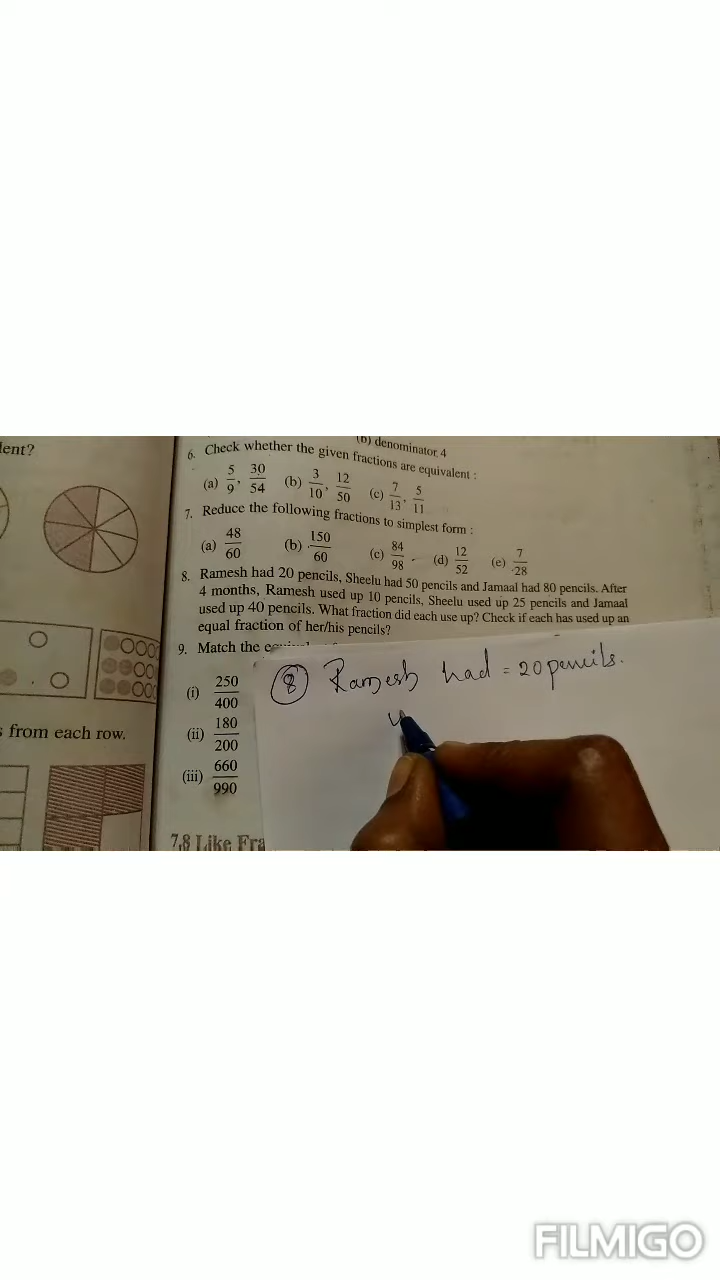 lent?
(b) denominator 4
6. Check whether the given fractions are equivalent :
(a) 5/9, 30/54 (b) 3/10, 12/50 (c) 7/13, 5/11
7. Reduce the following fractions to simplest form :
(a) 48/60 (b) 150/60 (c) 84/98 (d) 12/52 (e) 7/28
8. Ramesh had 20 pencils, Sheelu had 50 pencils and Jamaal had 80 pencils. After
4 months, Ramesh used up 10 pencils, Sheelu used up 25 pencils and Jamaal
used up 40 pencils. What fraction did each use up? Check if each has used up an
equal fraction of her/his pencils?
9. Match the
(i) 250/400
(ii) 180/200
(iii) 660/990
from each row.
7.8 Like Fra
8 Ramesh had = 20 pencils.
FILMIGO